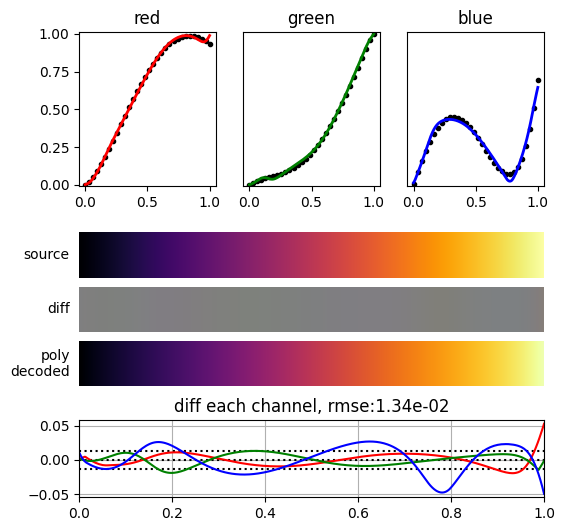 red green blue
1.00
0.75
0.50
0.25
0.00
0.0 0.5 1.0 0.0 0.5 1.0 0.0 0.5 1.0
source
diff
poly
decoded
diff each channel, rmse:1.34e-02
0.05
0.00
−0.05
0.0 0.2 0.4 0.6 0.8 1.0